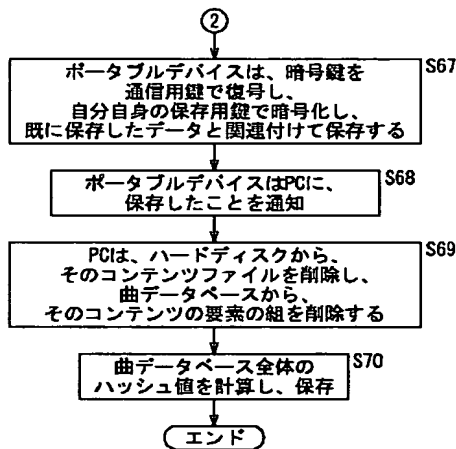 2
S67
ポータブルデバイスは、暗号鍵を
通信用鍵で復号し、
自分自身の保存用鍵で暗号化し、
既に保存したデータと関連付けて保存する
S68
ポータブルデバイスはPCに、
保存したことを通知
S69
PCは、ハードディスクから、
そのコンテンツファイルを削除し、
曲データベースから、
そのコンテンツの要素の組を削除する
S70
曲データベース全体の
ハッシュ値を計算し、保存
エンド